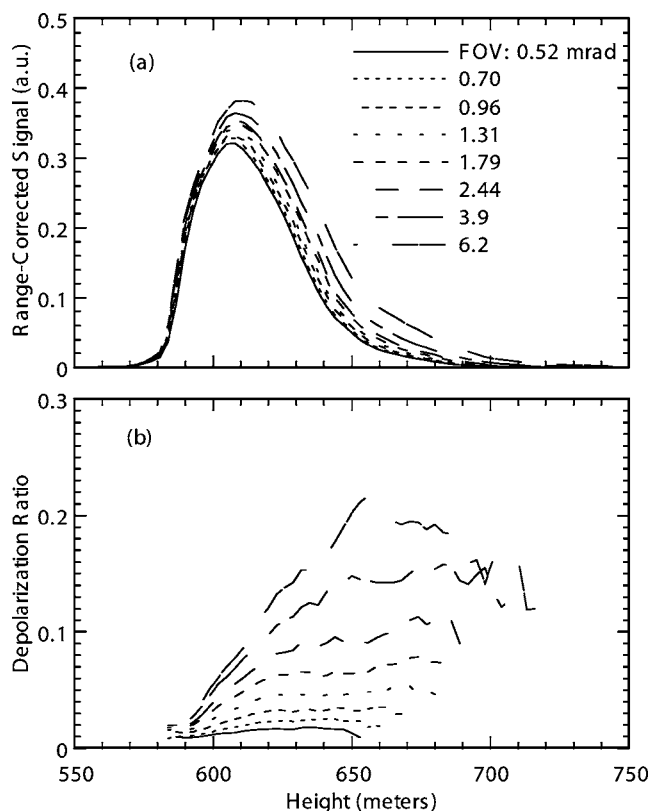 0.5
(a)
FOV: 0.52 mrad
0.70
0.4
0.96
1.31
0.3
1.79
2.44
0.2
3.9
6.2
0.1
0
Range-Corrected Signal (a.u.)
0.3
(b)
0.2
0.1
0
Depolarization Ratio
550 600 650 700 750
Height (meters)